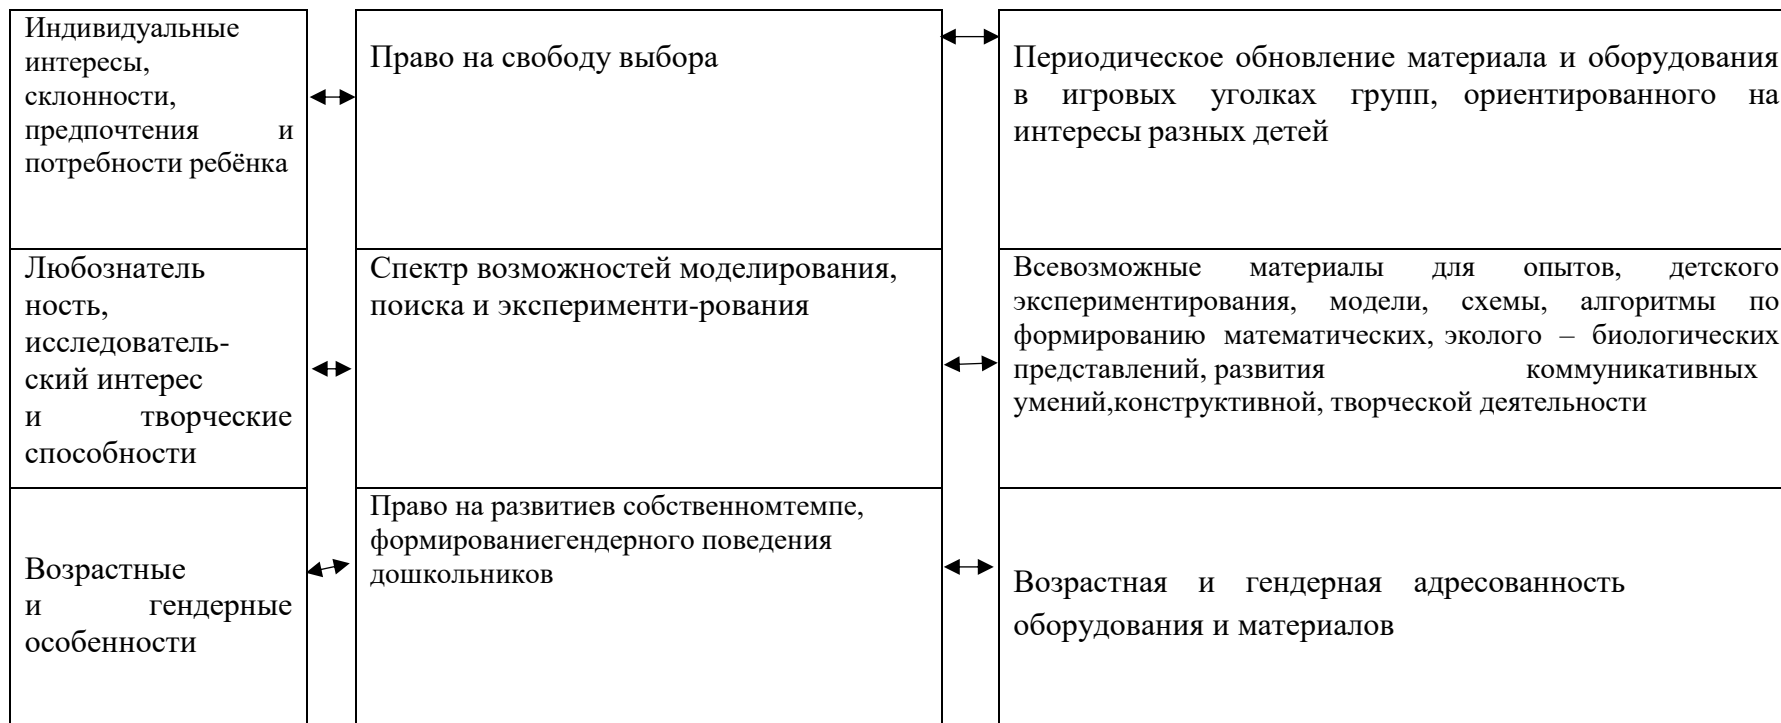 Индивидуальные
интересы,
склонности,
предпочтения и
потребности ребёнка
Право на свободу выбора
Периодическое обновление материала и оборудования
в игровых уголках групп, ориентированного на
интересы разных детей
Любознатель
ность,
исследователь-
ский интерес
и творческие
способности
Спектр возможностей моделирования,
поиска и эксперименти-рования
Всевозможные материалы для опытов, детского
экспериментирования, модели, схемы, алгоритмы по
формированию математических, эколого – биологических
представлений, развития коммуникативных
умений,конструктивной, творческой деятельности
Возрастные
и гендерные
особенности
Право на развитиев собственномтемпе,
формированиегендерного поведения
дошкольников
Возрастная и гендерная адресованность
оборудования и материалов